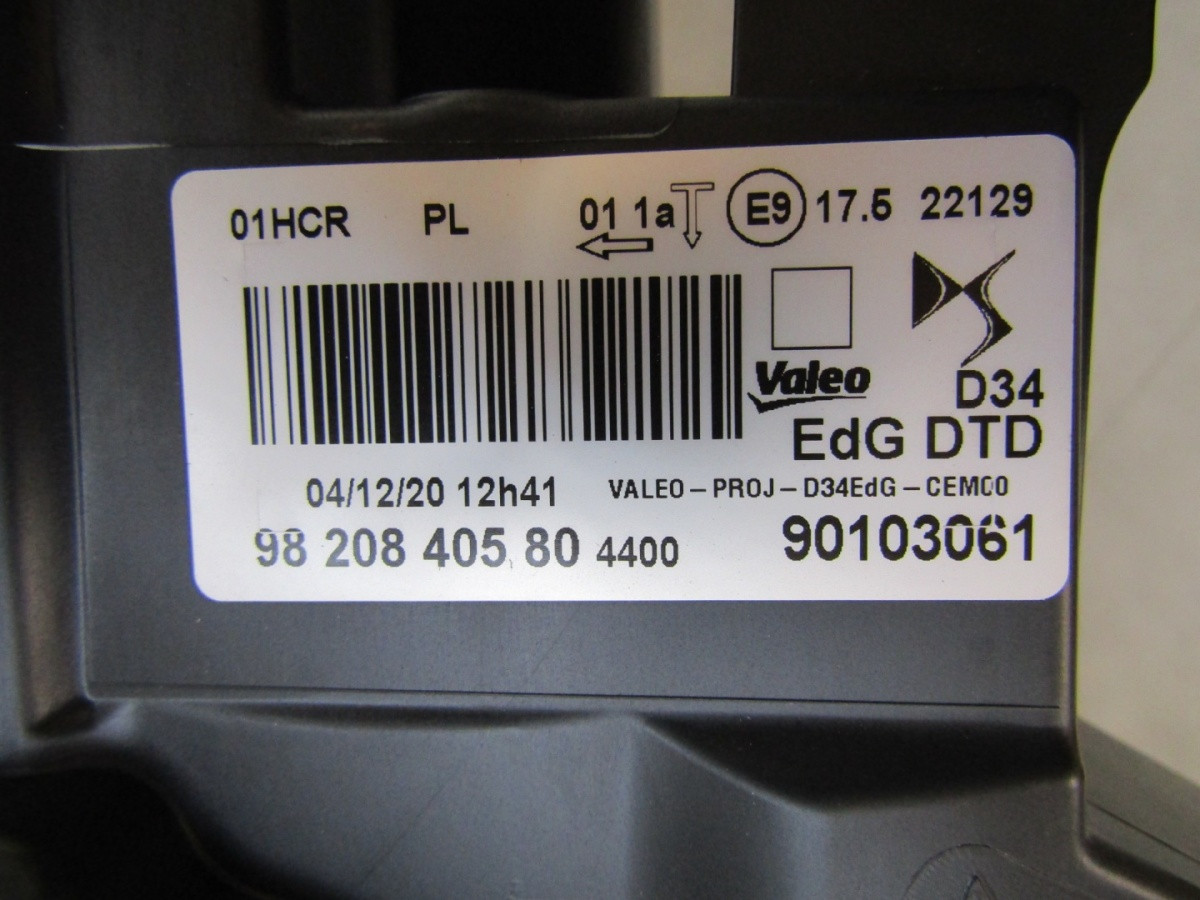 01HCR PL 01 1a E9 17.5 22129
Valeo
D34
EdG DTD
04/12/20 12h41 VALEO-PROJ-D34EdG-CEM00
98 208 405 80 4400 90103061